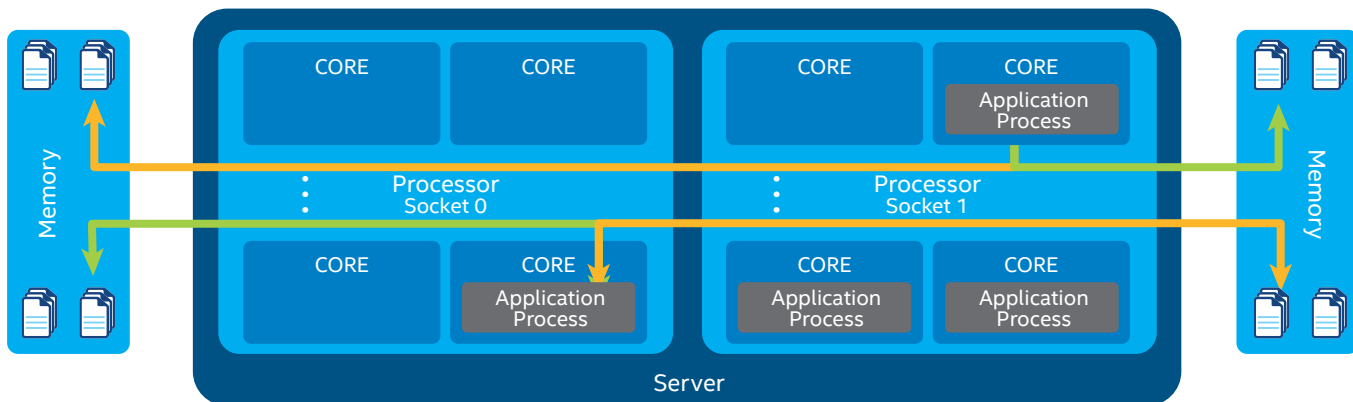 CORE
CORE
CORE
CORE
Application
Process
Memory
Processor
Socket 0
Processor
Socket 1
Memory
CORE
CORE
Application
Process
CORE
Application
Process
CORE
Application
Process
Server